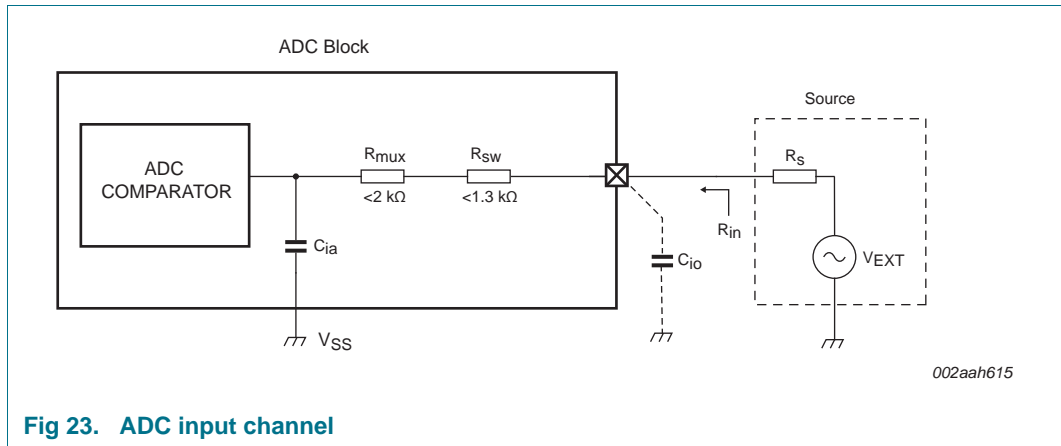 ADC Block
Source
ADC
COMPARATOR
Rmux
<2 kΩ
Rsw
<1.3 kΩ
Rs
Rin
Cia
Cio
VEXT
VSS
002aah615
Fig 23. ADC input channel